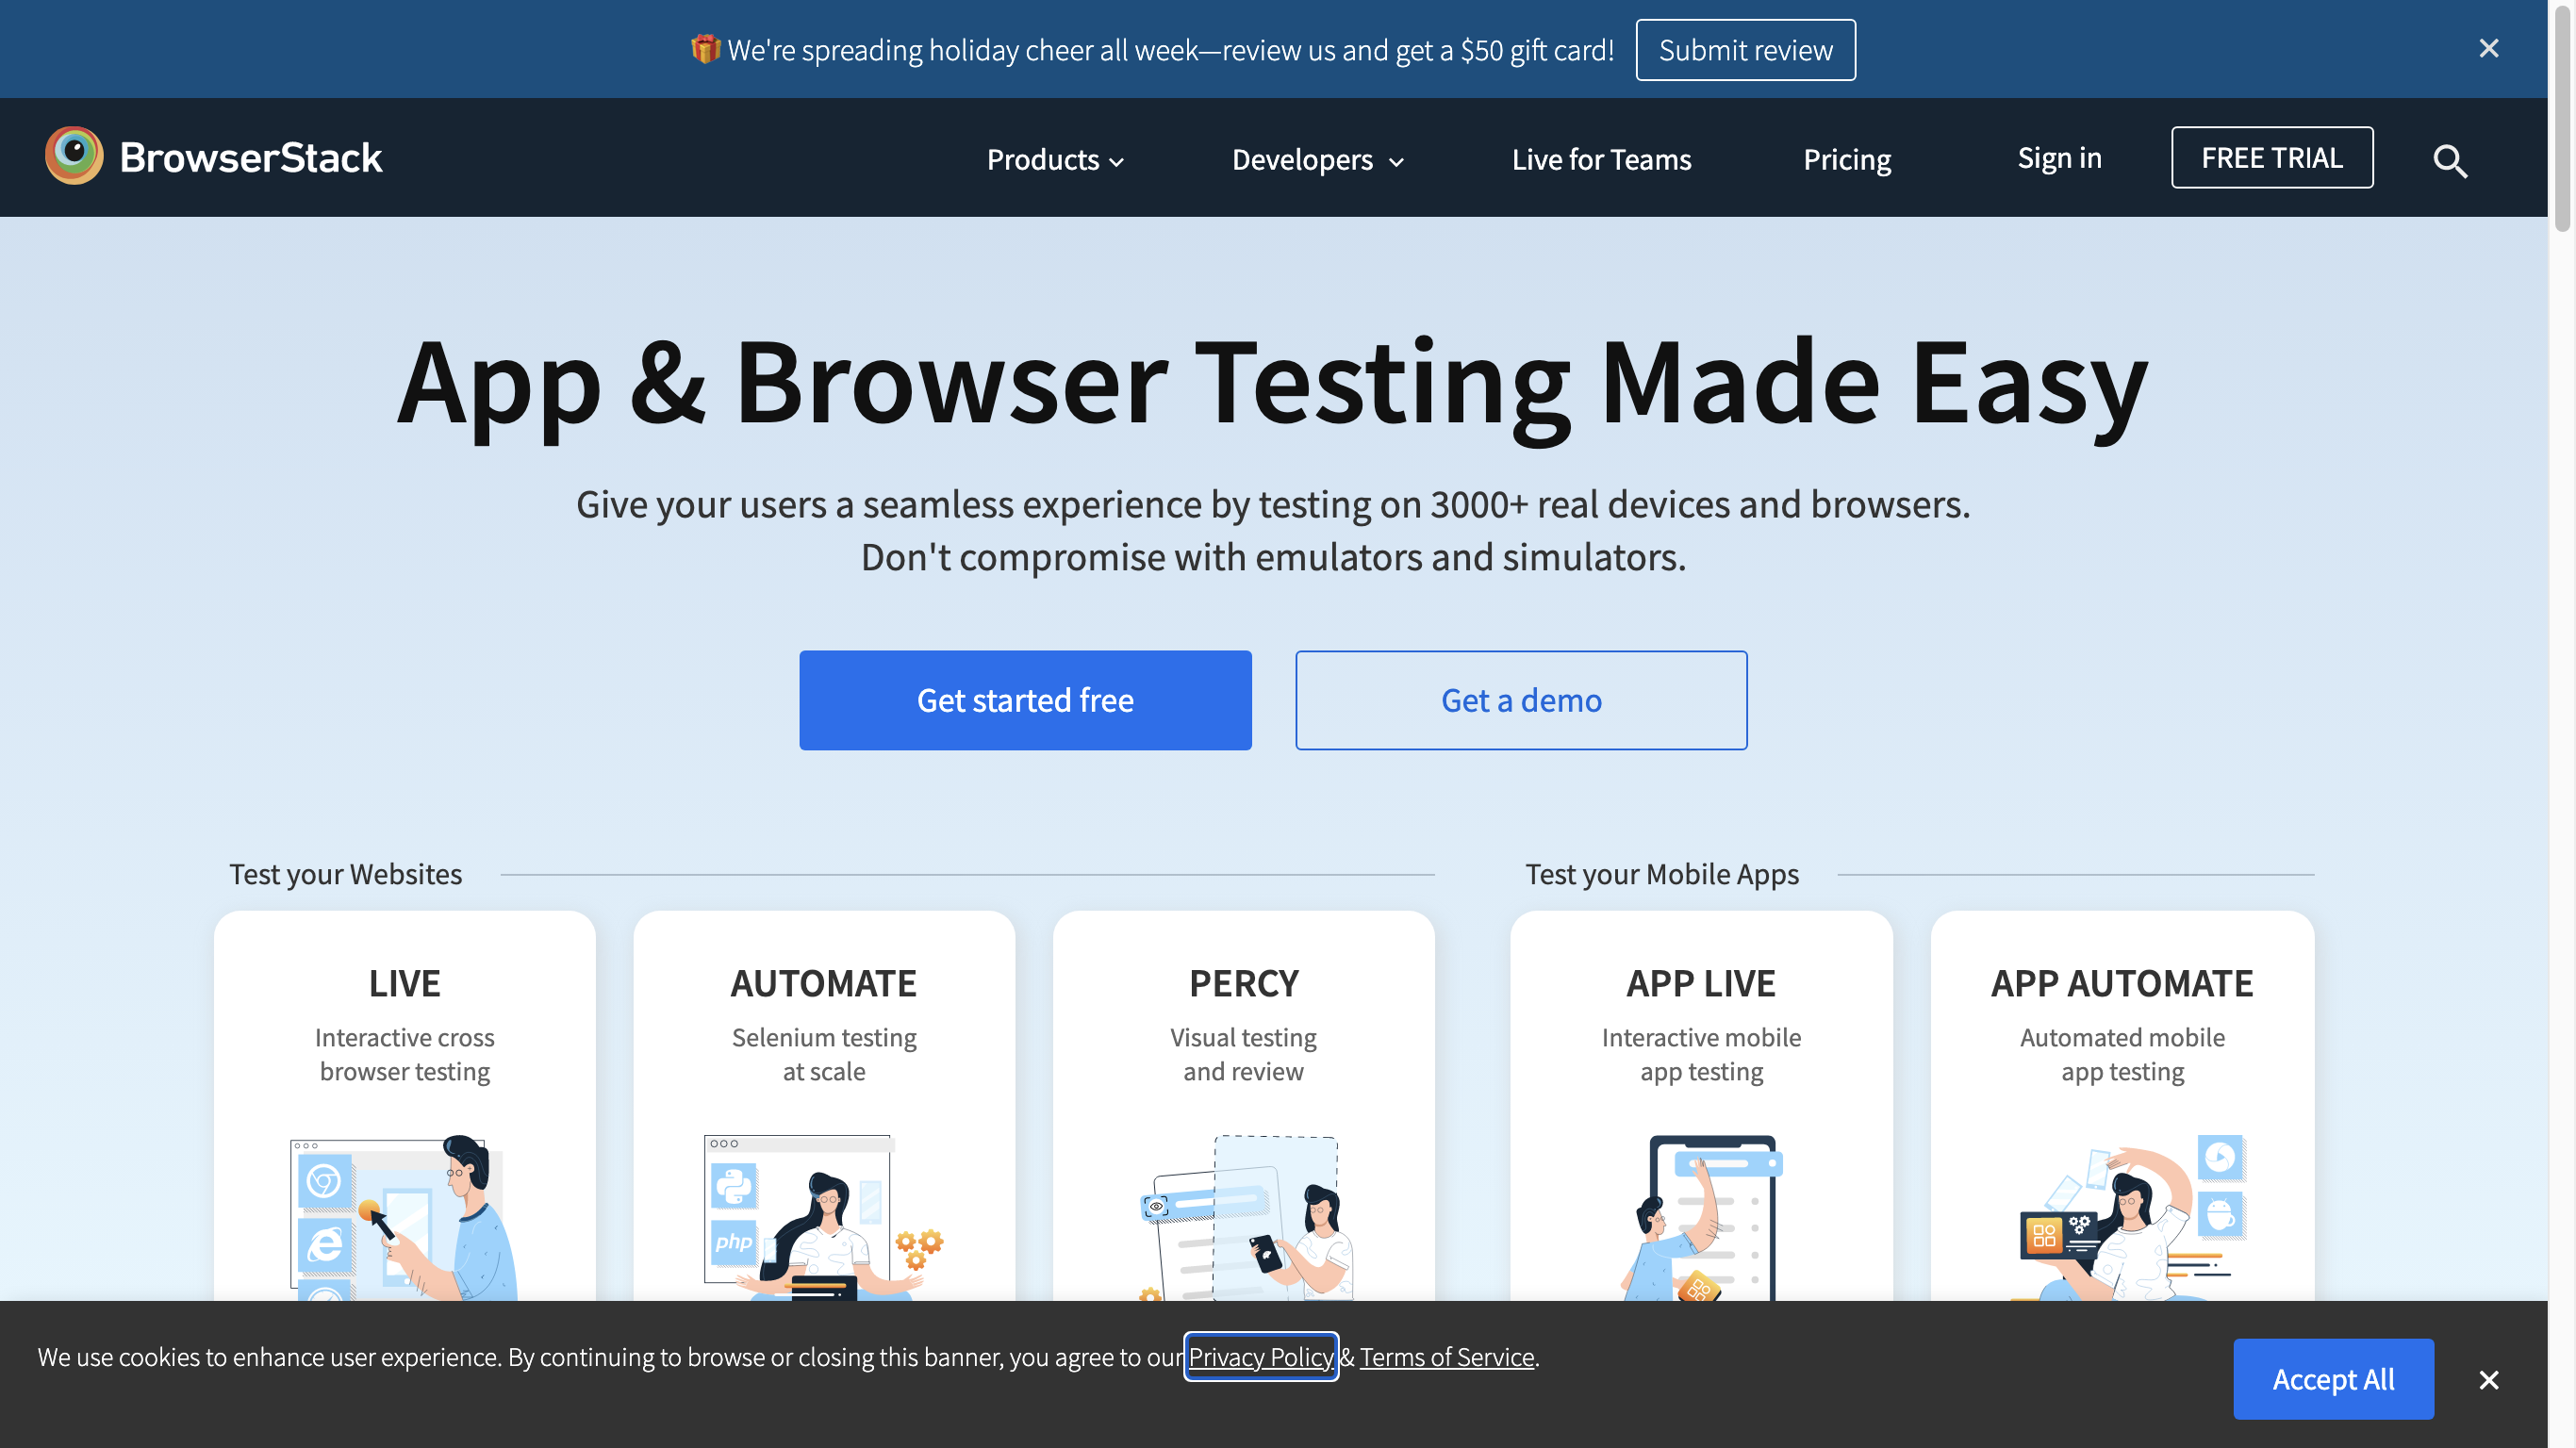 🎁 We're spreading holiday cheer all week—review us and get a $50 gift card! Submit review
BrowserStack Products Developers Live for Teams Pricing Sign in FREE TRIAL
App & Browser Testing Made Easy
Give your users a seamless experience by testing on 3000+ real devices and browsers.
Don't compromise with emulators and simulators.
Get started free Get a demo
Test your Websites
LIVE
Interactive cross
browser testing
AUTOMATE
Selenium testing
at scale
php
PERCY
Visual testing
and review
Test your Mobile Apps
APP LIVE
Interactive mobile
app testing
APP AUTOMATE
Automated mobile
app testing
We use cookies to enhance user experience. By continuing to browse or closing this banner, you agree to our Privacy Policy & Terms of Service.
Accept All